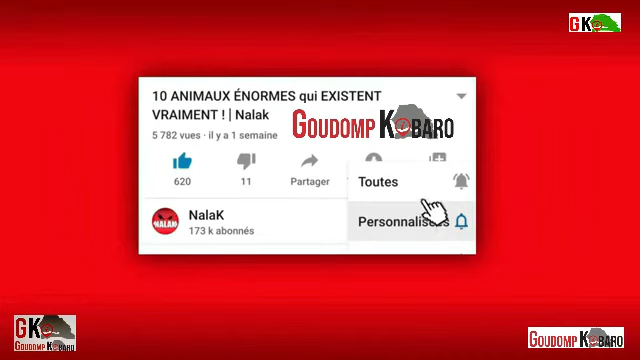 GK
10 ANIMAUX ÉNORMES qui EXISTENT
VRAIMENT ! | Nalak
5 782 vues · il y a 1 semaine
GOUDOMP KOBARO
620
11
Partager
Toutes
Personnalisées
NALAK
NalaK
173 k abonnés
GK
GOUDOMP KOBARO
GOUDOMP KOBARO